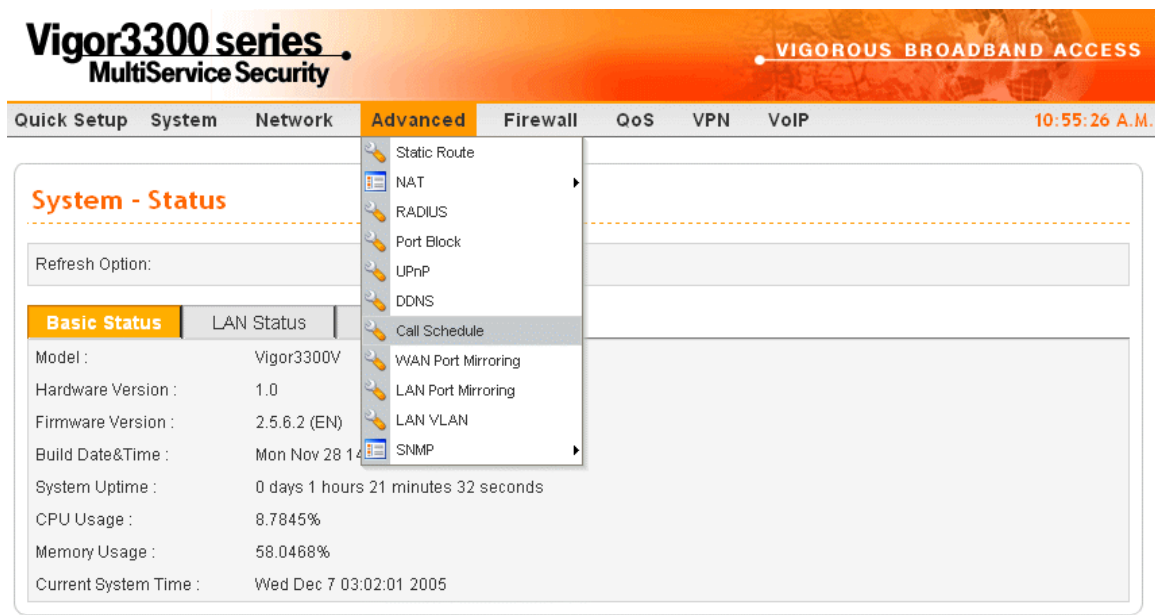 Vigor3300 series
MultiService Security
VIGOROUS BROADBAND ACCESS
Quick Setup System Network Advanced Firewall QoS VPN VoIP 10:55:26 A.M.
Static Route
NAT
RADIUS
Port Block
UPnP
DDNS
Call Schedule
WAN Port Mirroring
LAN Port Mirroring
LAN VLAN
SNMP
System - Status
Refresh Option:
Basic Status LAN Status
Model : Vigor3300V
Hardware Version : 1.0
Firmware Version : 2.5.6.2 (EN)
Build Date&Time : Mon Nov 28 14
System Uptime : 0 days 1 hours 21 minutes 32 seconds
CPU Usage : 8.7845%
Memory Usage : 58.0468%
Current System Time : Wed Dec 7 03:02:01 2005